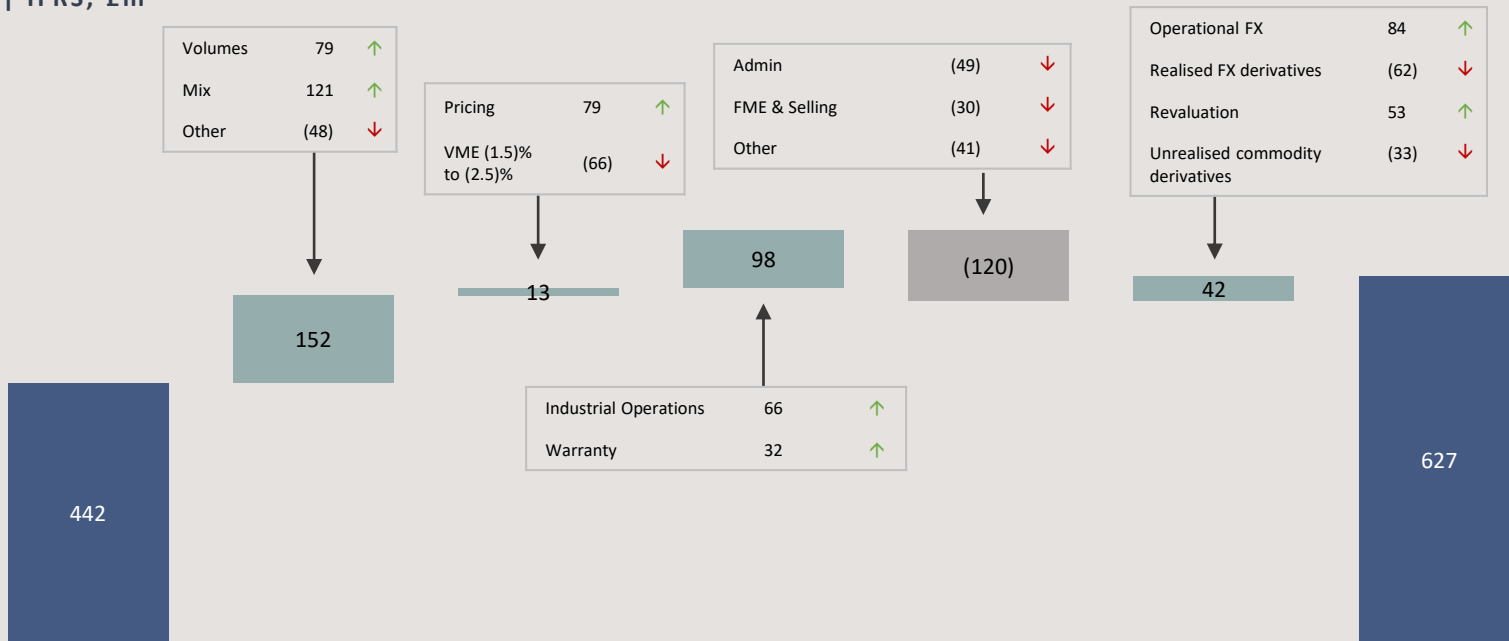 | IFRS, £m
Volumes 79 ↑
Mix 121 ↑
Other (48) ↓
Pricing 79 ↑
VME (1.5)%
to (2.5)% (66) ↓
Admin (49) ↓
FME & Selling (30) ↓
Other (41) ↓
Operational FX 84 ↑
Realised FX derivatives (62) ↓
Revaluation 53 ↑
Unrealised commodity (33) ↓
derivatives
442
152
13
98
(120)
42
627
Industrial Operations 66 ↑
Warranty 32 ↑